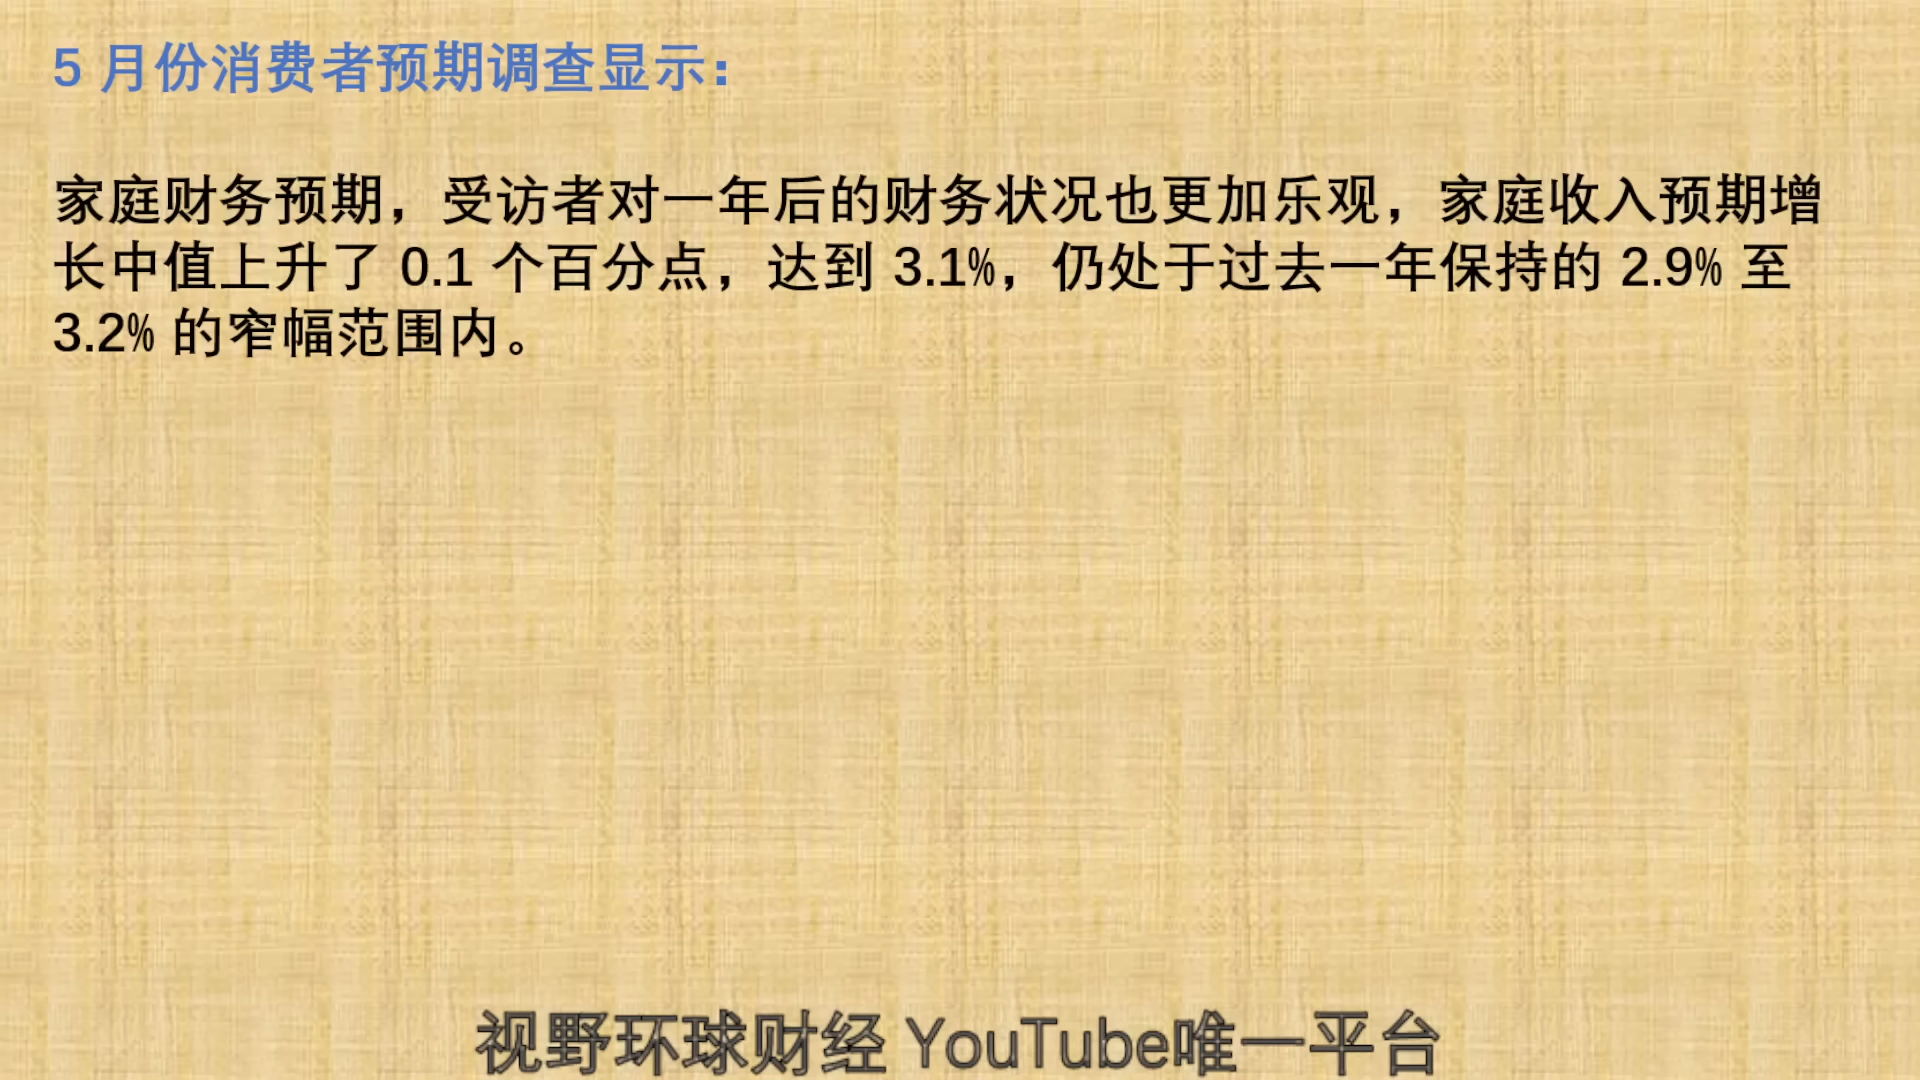 5 月份消费者预期调查显示:
家庭财务预期，受访者对一年后的财务状况也更加乐观，家庭收入预期增
长中值上升了 0.1 个百分点，达到 3.1%，仍处于过去一年保持的 2.9% 至
3.2% 的窄幅范围内。
视野环球财经 YouTube唯一平台